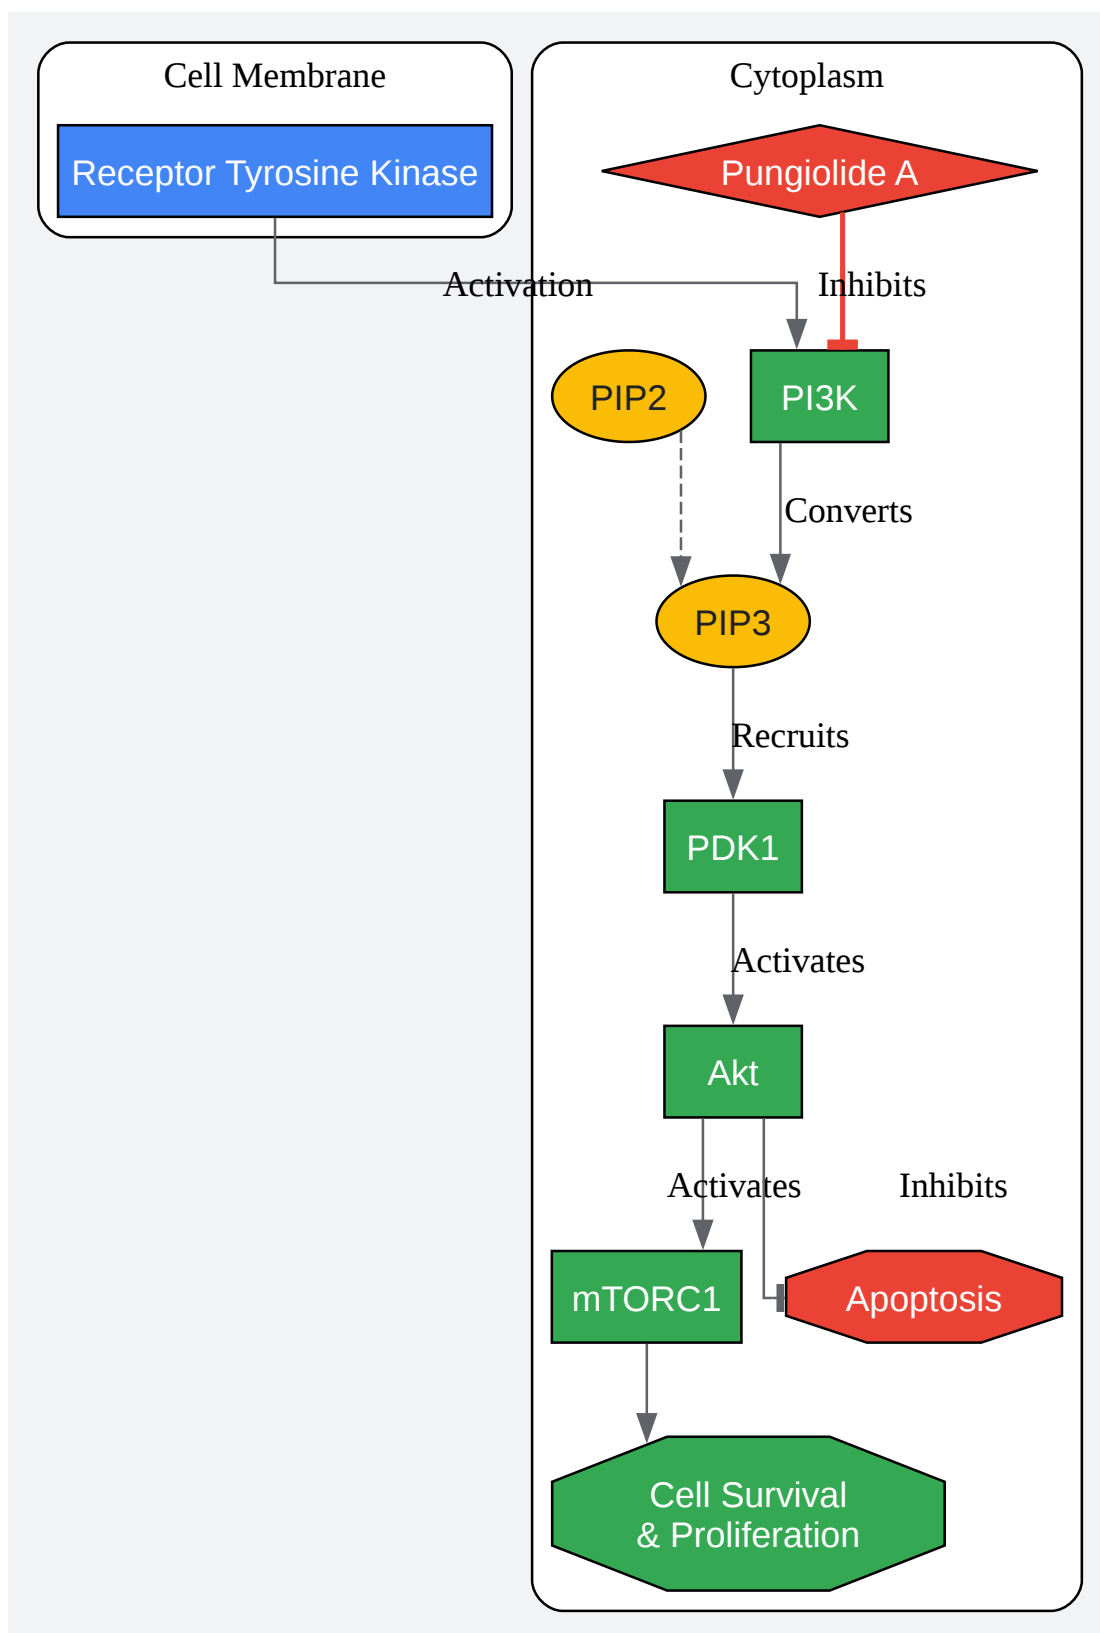 Cell Membrane
Cytoplasm
Receptor Tyrosine Kinase
Pungiolide A
Activation
Inhibits
PIP2
PI3K
Converts
PIP3
Recruits
PDK1
Activates
Akt
Activates
Inhibits
mTORC1
Apoptosis
Cell Survival
& Proliferation